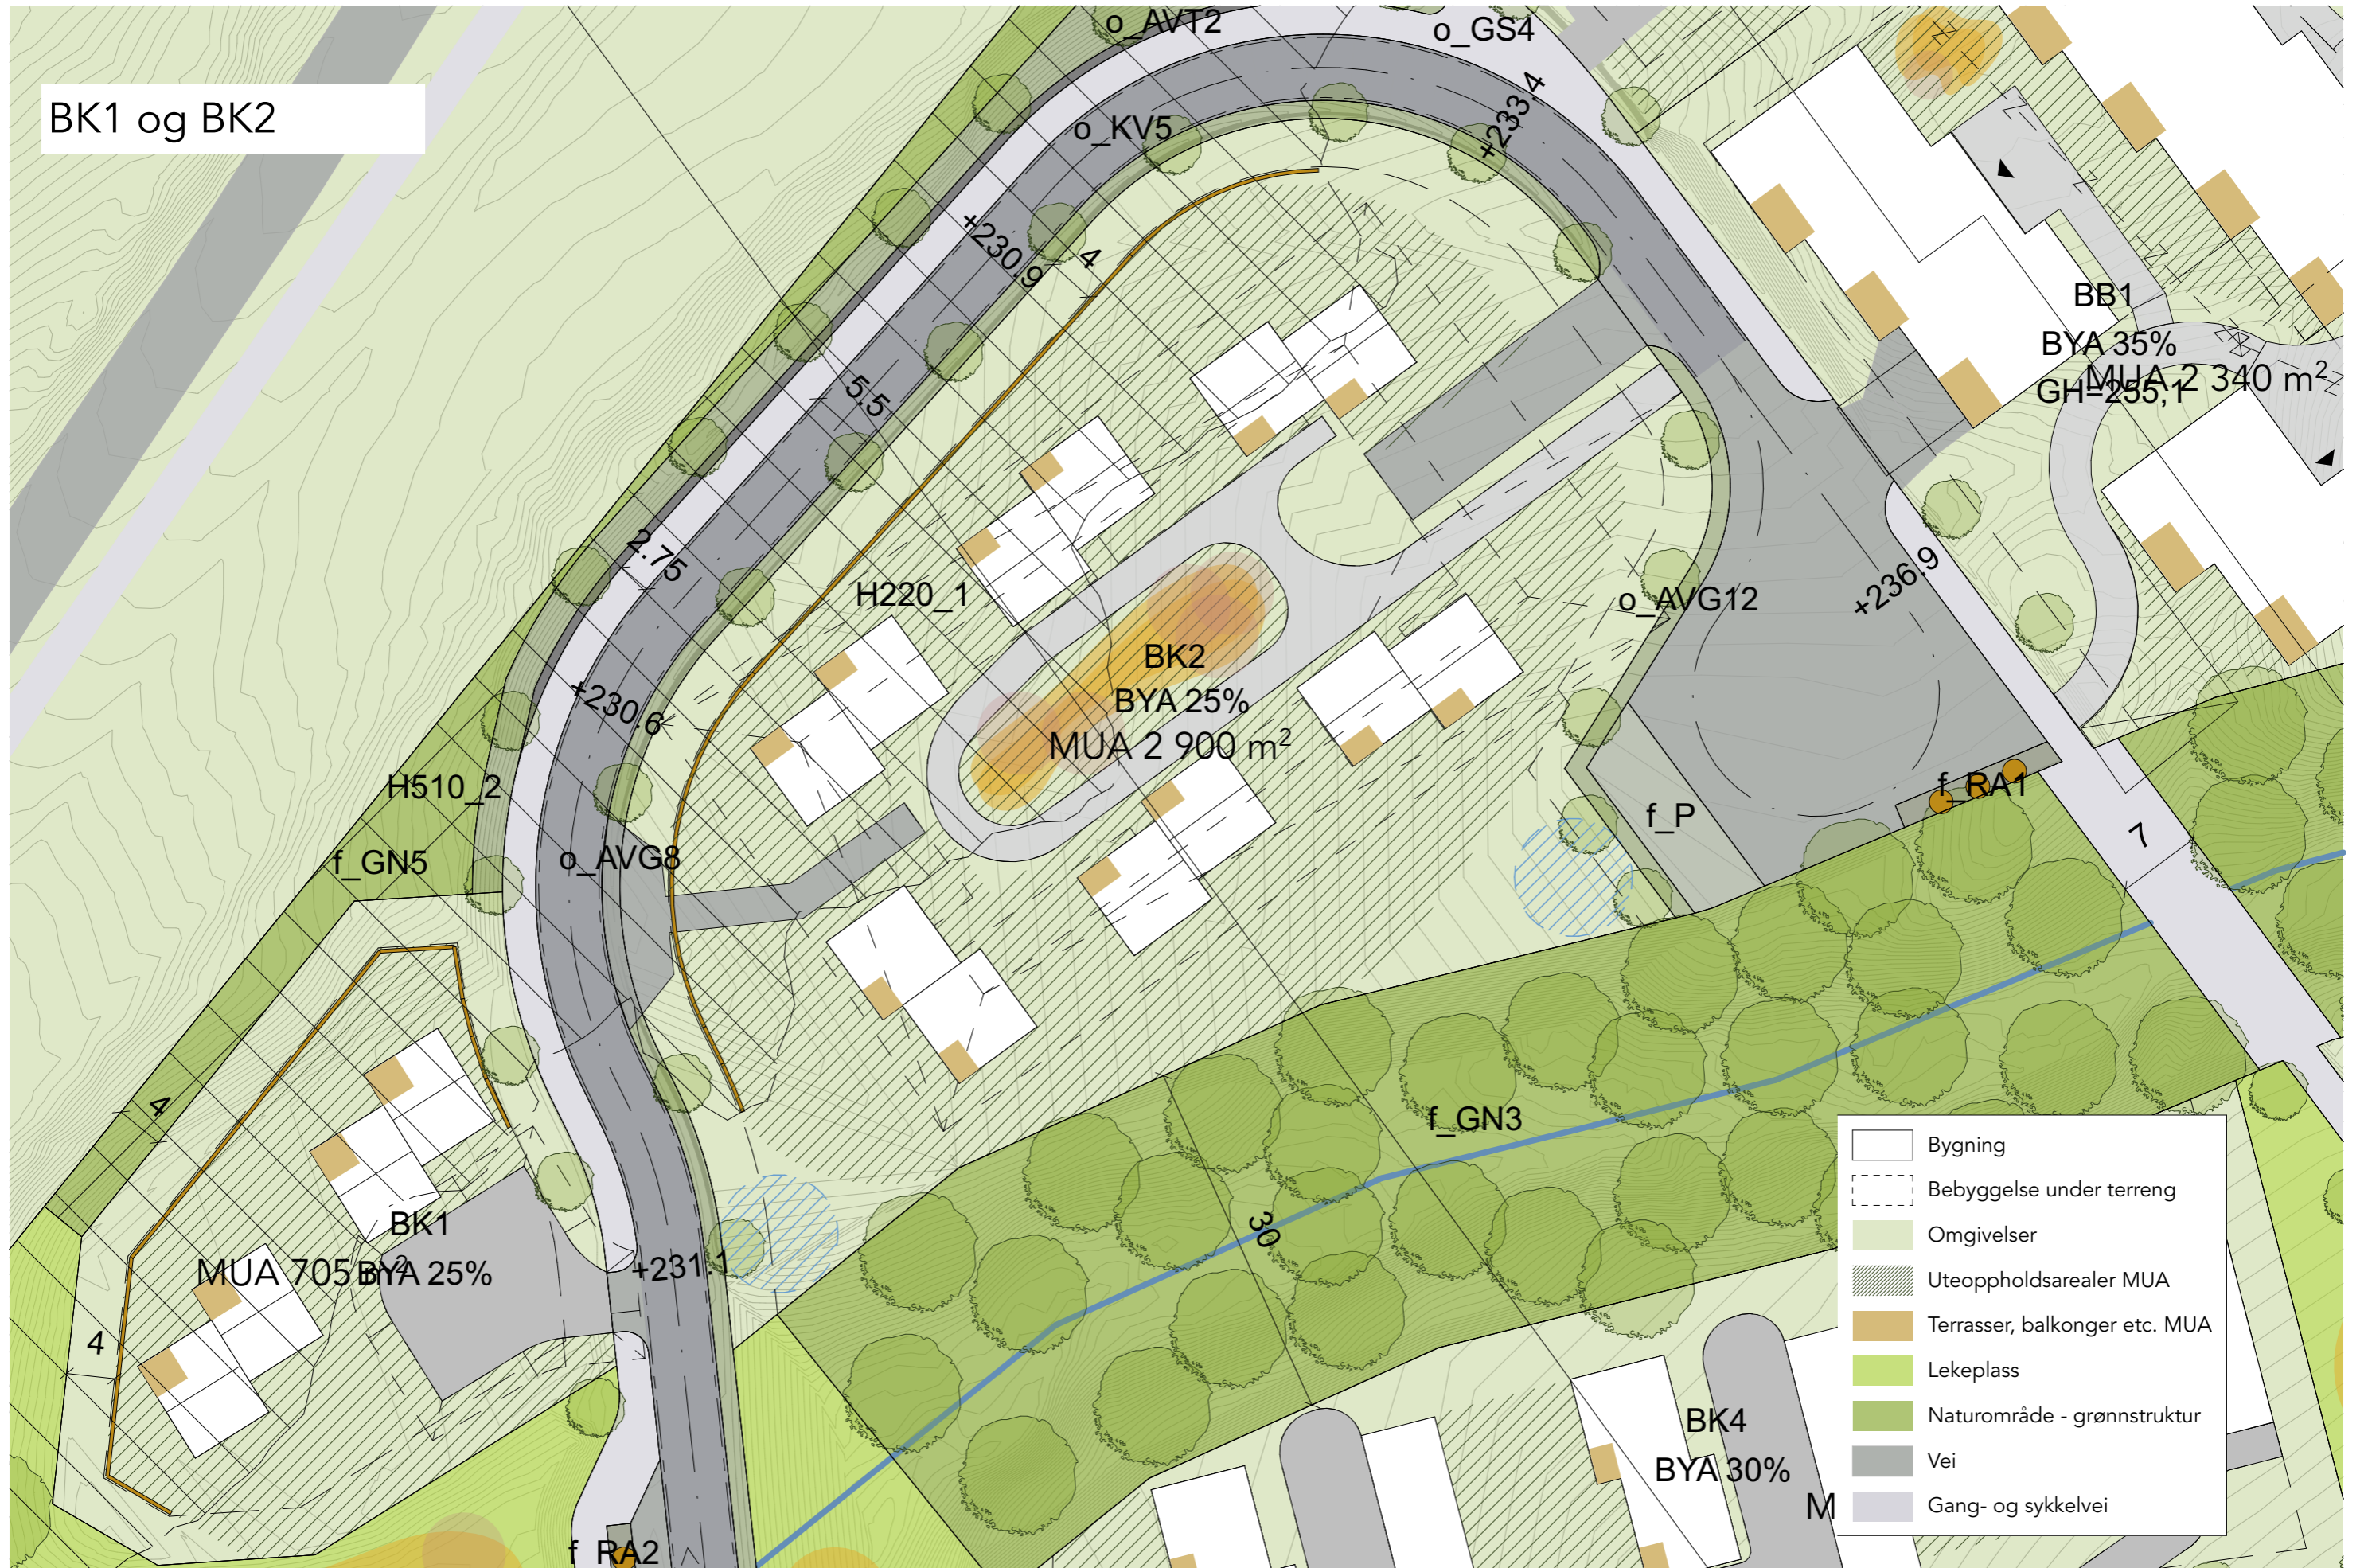 BK1 og BK2
o_AVT2
o_GS4
o_KV5
+233.4
+230.9
4
BB1
BYA 35%
MUA 2 340 m²
GH=255,1
5.5
2.75
H220_1
+236.9
o_AVG12
BK2
BYA 25%
MUA 2 900 m²
+230.6
H510_2
f_RA1
f_P
7
o_AVG8
f_GN5
4
f_GN3
BK1
MUA 705 m²
BYA 25%
+231.1
30
4
BK4
BYA 30%
M
f_RA2
Bygning
Bebyggelse under terreng
Omgivelser
Uteoppholdsarealer MUA
Terrasser, balkonger etc. MUA
Lekeplass
Naturområde - grønnstruktur
Vei
Gang- og sykkelvei